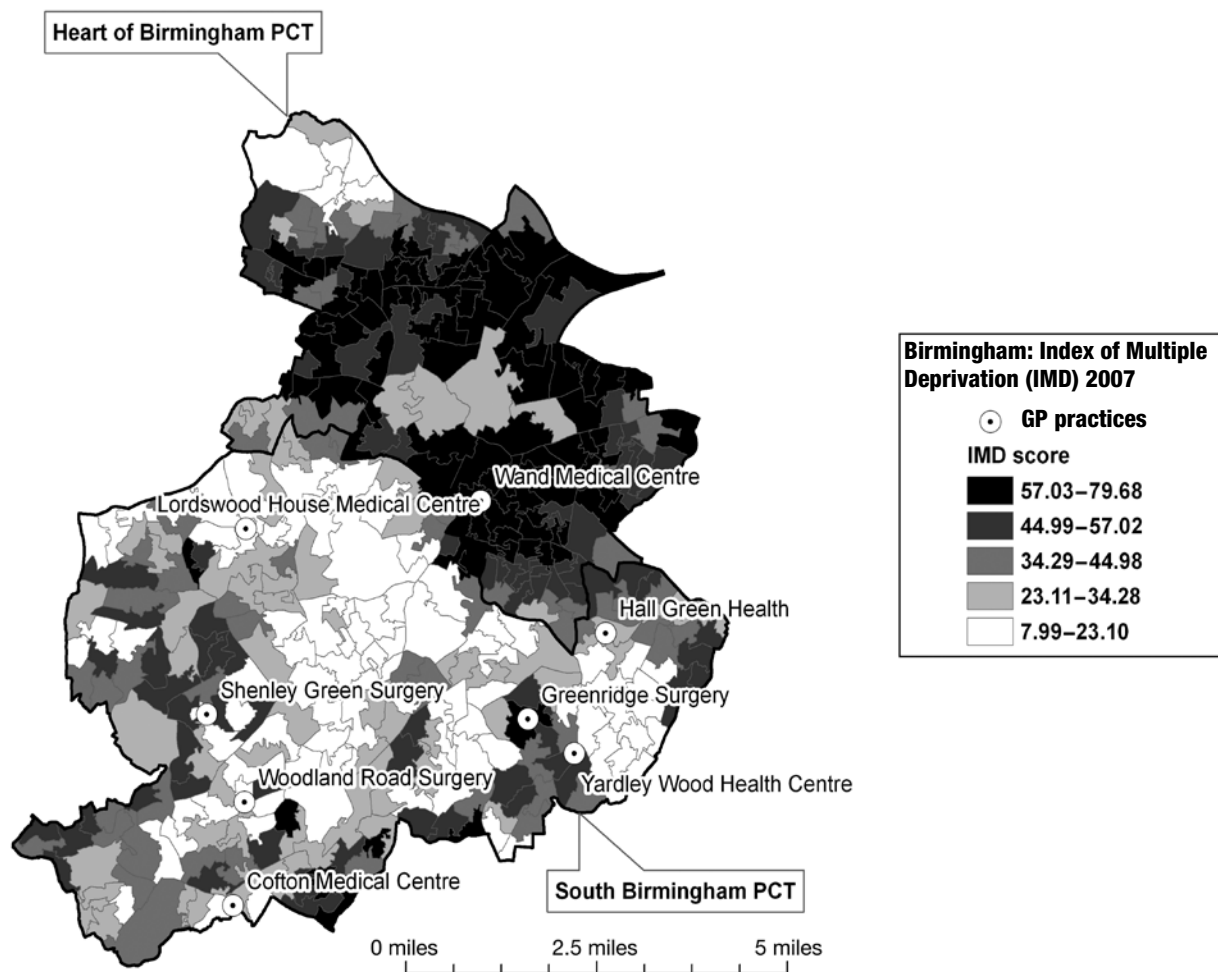 Heart of Birmingham PCT
Birmingham: Index of Multiple
Deprivation (IMD) 2007
GP practices
IMD score
57.03–79.68
44.99–57.02
34.29–44.98
23.11–34.28
7.99–23.10
Wand Medical Centre
Lordswood House Medical Centre
Hall Green Health
Shenley Green Surgery
Greenridge Surgery
Woodland Road Surgery
Yardley Wood Health Centre
Cofton Medical Centre
South Birmingham PCT
0 miles 2.5 miles 5 miles